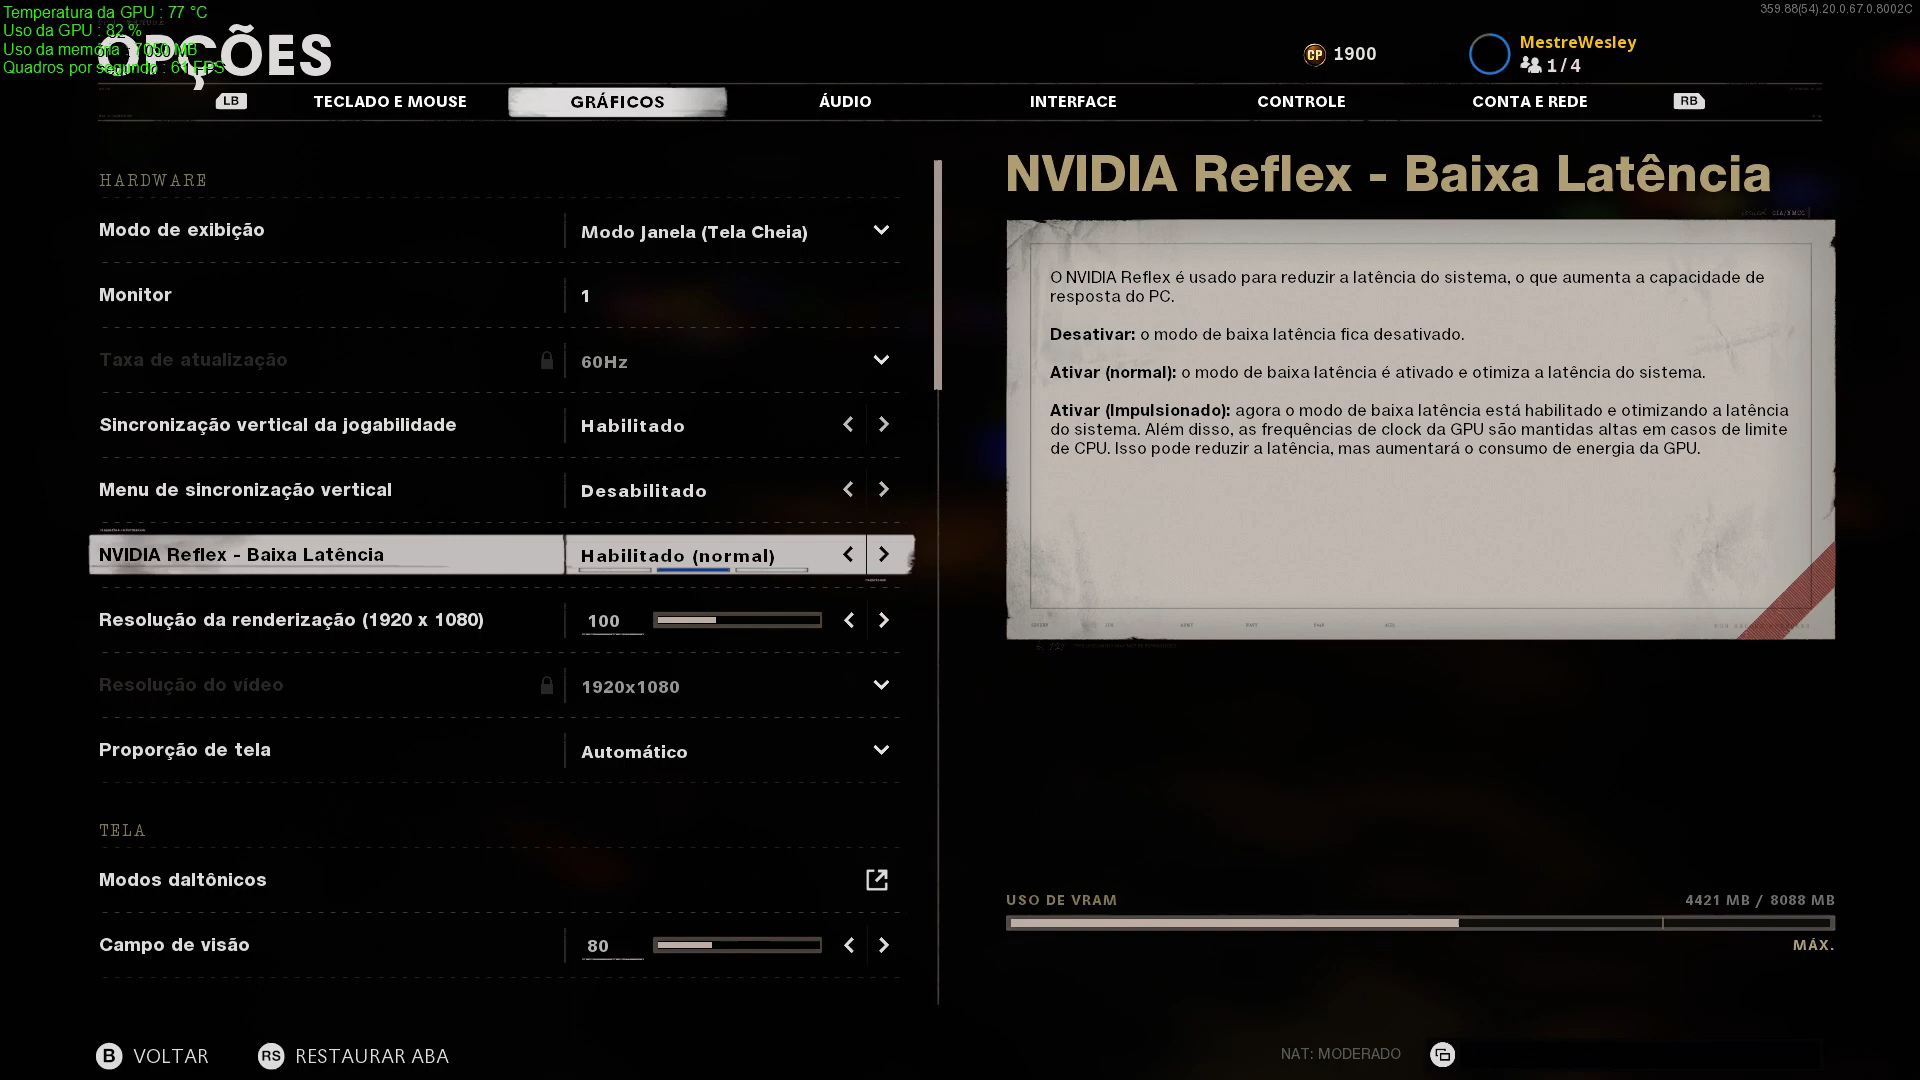 Temperatura da GPU : 77 °C
359.88(54).20.0.67.0.8002C
Uso da GPU : 82 %
Uso da memória : 7050 MB
Quadros por segundo : 61 FPS
OPÇÕES
CP 1900
MestreWesley
1/4
LB TECLADO E MOUSE GRÁFICOS ÁUDIO INTERFACE CONTROLE CONTA E REDE RB
HARDWARE
Modo de exibição Modo Janela (Tela Cheia)
Monitor 1
Taxa de atualização 60Hz
Sincronização vertical da jogabilidade Habilitado
Menu de sincronização vertical Desabilitado
NVIDIA Reflex - Baixa Latência Habilitado (normal)
Resolução da renderização (1920 x 1080) 100
Resolução do vídeo 1920x1080
Proporção de tela Automático
TELA
Modos daltônicos
Campo de visão 80
NVIDIA Reflex - Baixa Latência
O NVIDIA Reflex é usado para reduzir a latência do sistema, o que aumenta a capacidade de
resposta do PC.
Desativar: o modo de baixa latência fica desativado.
Ativar (normal): o modo de baixa latência é ativado e otimiza a latência do sistema.
Ativar (Impulsionado): agora o modo de baixa latência está habilitado e otimizando a latência
do sistema. Além disso, as frequências de clock da GPU são mantidas altas em casos de limite
de CPU. Isso pode reduzir a latência, mas aumentará o consumo de energia da GPU.
USO DE VRAM 4421 MB / 8088 MB
MÁX.
B VOLTAR RS RESTAURAR ABA
NAT: MODERADO